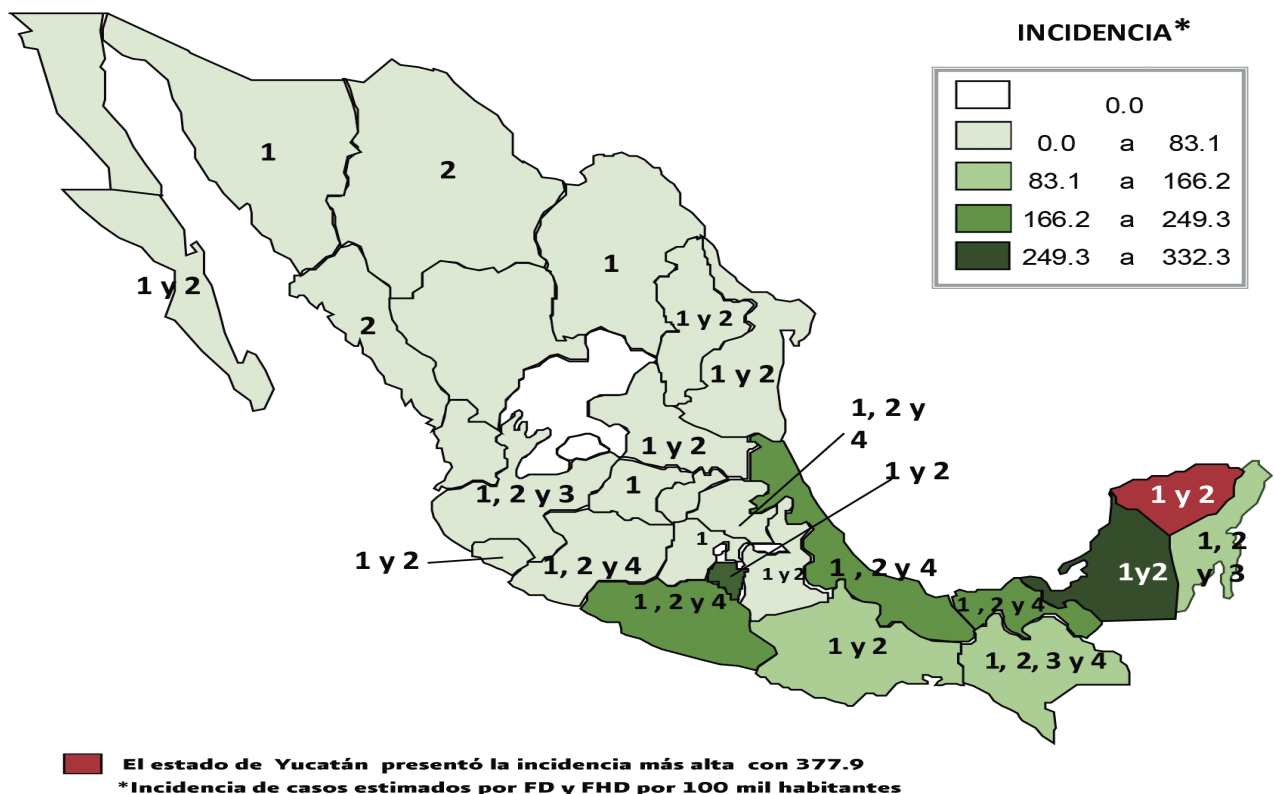 INCIDENCIA*
0.0
0.0 a 83.1
83.1 a 166.2
166.2 a 249.3
249.3 a 332.3
1
2
1
1 y 2
1 y 2
2
1 y 2
1, 2 y
4
1 y 2
1 y 2
1, 2 y 3
1
1 y 2
1
1 y 2
1, 2 y 4
1 y 2
1 , 2 y 4
1y2
1, 2
y 3
1 , 2 y 4
1 , 2 y 4
1 y 2
1, 2, 3 y 4
El estado de Yucatán presentó la incidencia más alta con 377.9
*Incidencia de casos estimados por FD y FHD por 100 mil habitantes